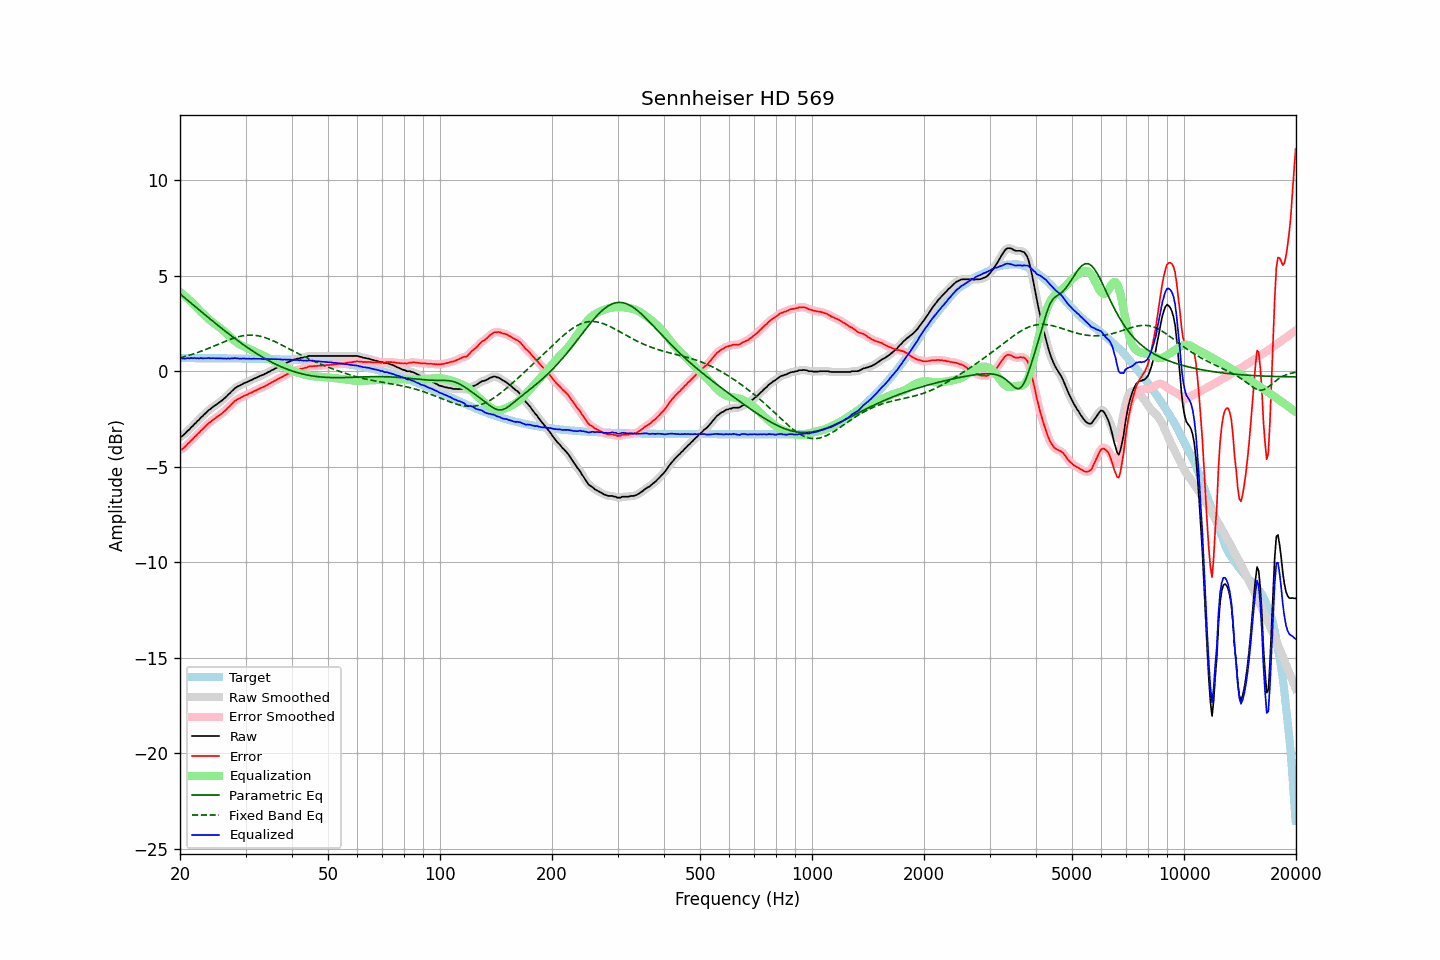 Sennheiser HD 569
Amplitude (dBr)
10
5
0
−5
−10
−15
−20
−25
Target
Raw Smoothed
Error Smoothed
Raw
Error
Equalization
Parametric Eq
Fixed Band Eq
Equalized
20 50 100 200 500 1000 2000 5000 10000 20000
Frequency (Hz)